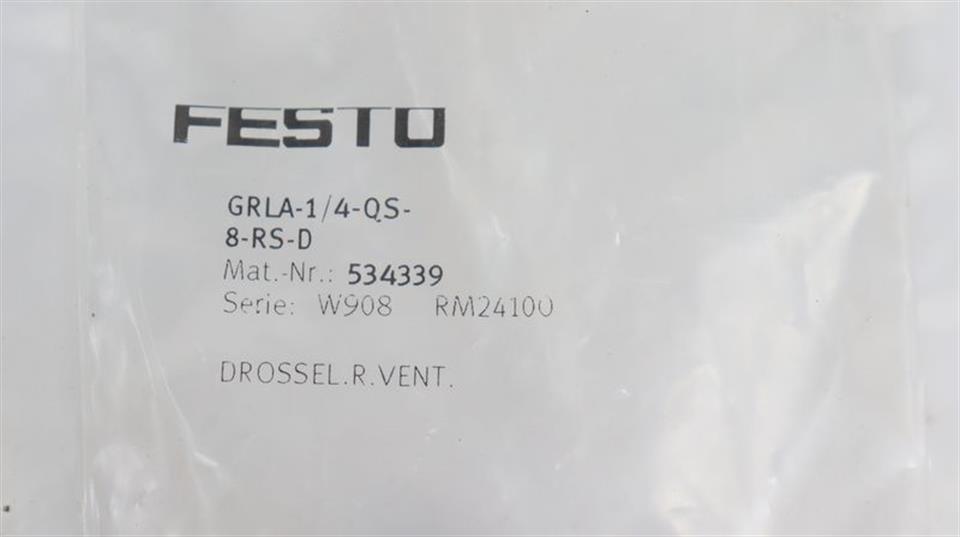 FESTO
GRLA-1/4-QS-
8-RS-D
Mat.-Nr.: 534339
Serie: W908 RM24100
DROSSEL.R.VENT.